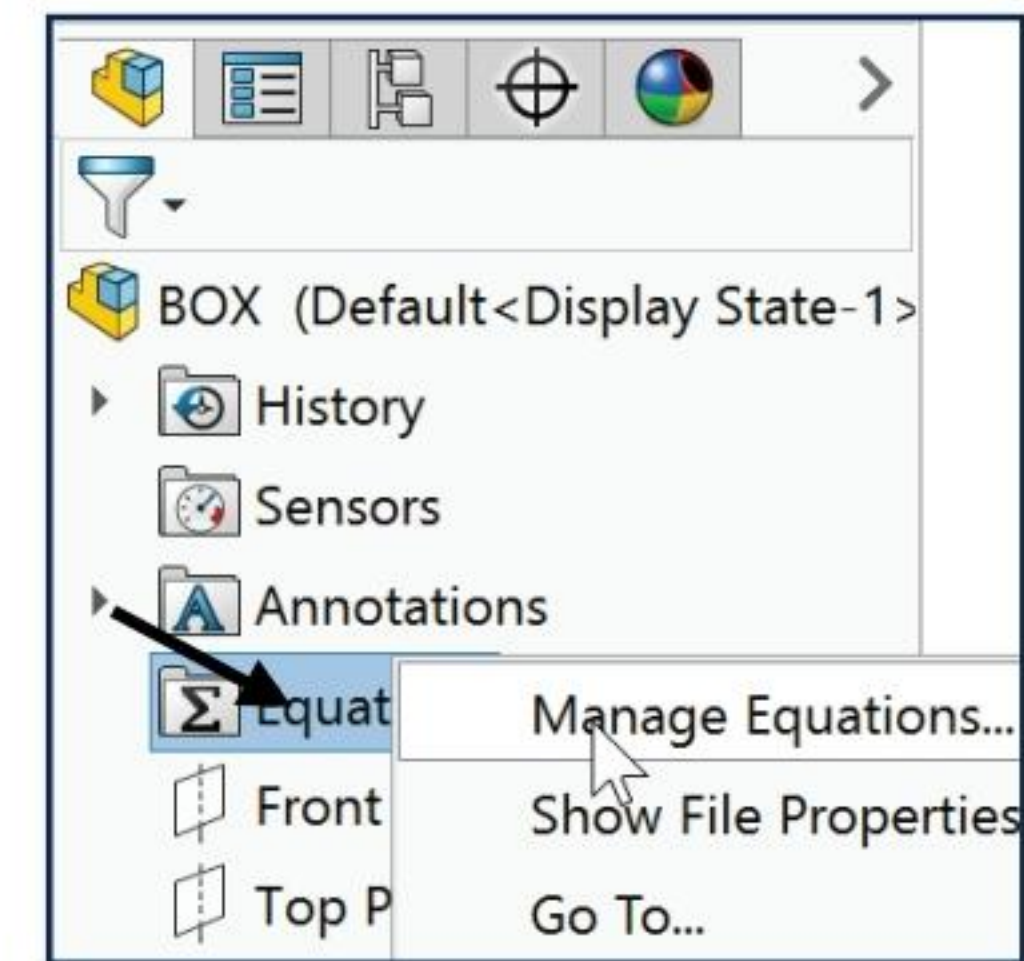 BOX (Default<Display State-1>
History
Sensors
Annotations
Equat
Manage Equations...
Front
Show File Properties
Top P
Go To...